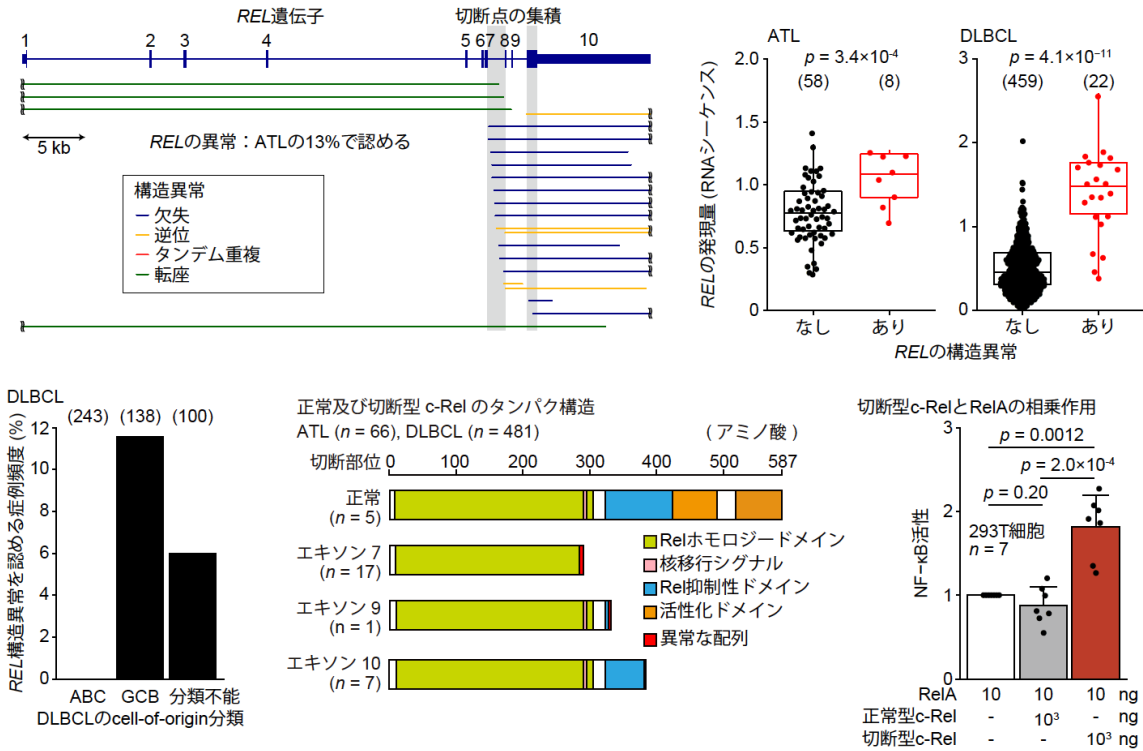 REL遺伝子
切断点の集積
1 2 3 4 5 67 89 10
5 kb
RELの異常：ATLの13%で認める
構造異常
欠失
逆位
タンデム重複
転座
RELの発現量 (RNAシーケンス)
ATL
p = 3.4×10-4
(58) (8)
2.0
1.5
1.0
0.5
0
なし あり
DLBCL
p = 4.1×10-11
(459) (22)
3
2
1
0
なし あり
RELの構造異常
DLBCL
(243) (138) (100)
REL構造異常を認める症例頻度 (%)
12
10
8
6
4
2
0
ABC GCB 分類不能
DLBCLのcell-of-origin分類
正常及び切断型 c-Rel のタンパク構造
ATL (n = 66), DLBCL (n = 481)
( アミノ酸 )
切断部位 0 100 200 300 400 500 587
正常
(n = 5)
エキソン 7
(n = 17)
エキソン 9
(n = 1)
エキソン 10
(n = 7)
Relホモロジードメイン
核移行シグナル
Rel抑制性ドメイン
活性化ドメイン
異常な配列
切断型c-RelとRelAの相乗作用
p = 0.0012
p = 2.0×10-4
p = 0.20
293T細胞
n = 7
NF-κB活性
3
2
1
0
RelA 10 10 10 ng
正常型c-Rel - 10³ - ng
切断型c-Rel - - 10³ ng